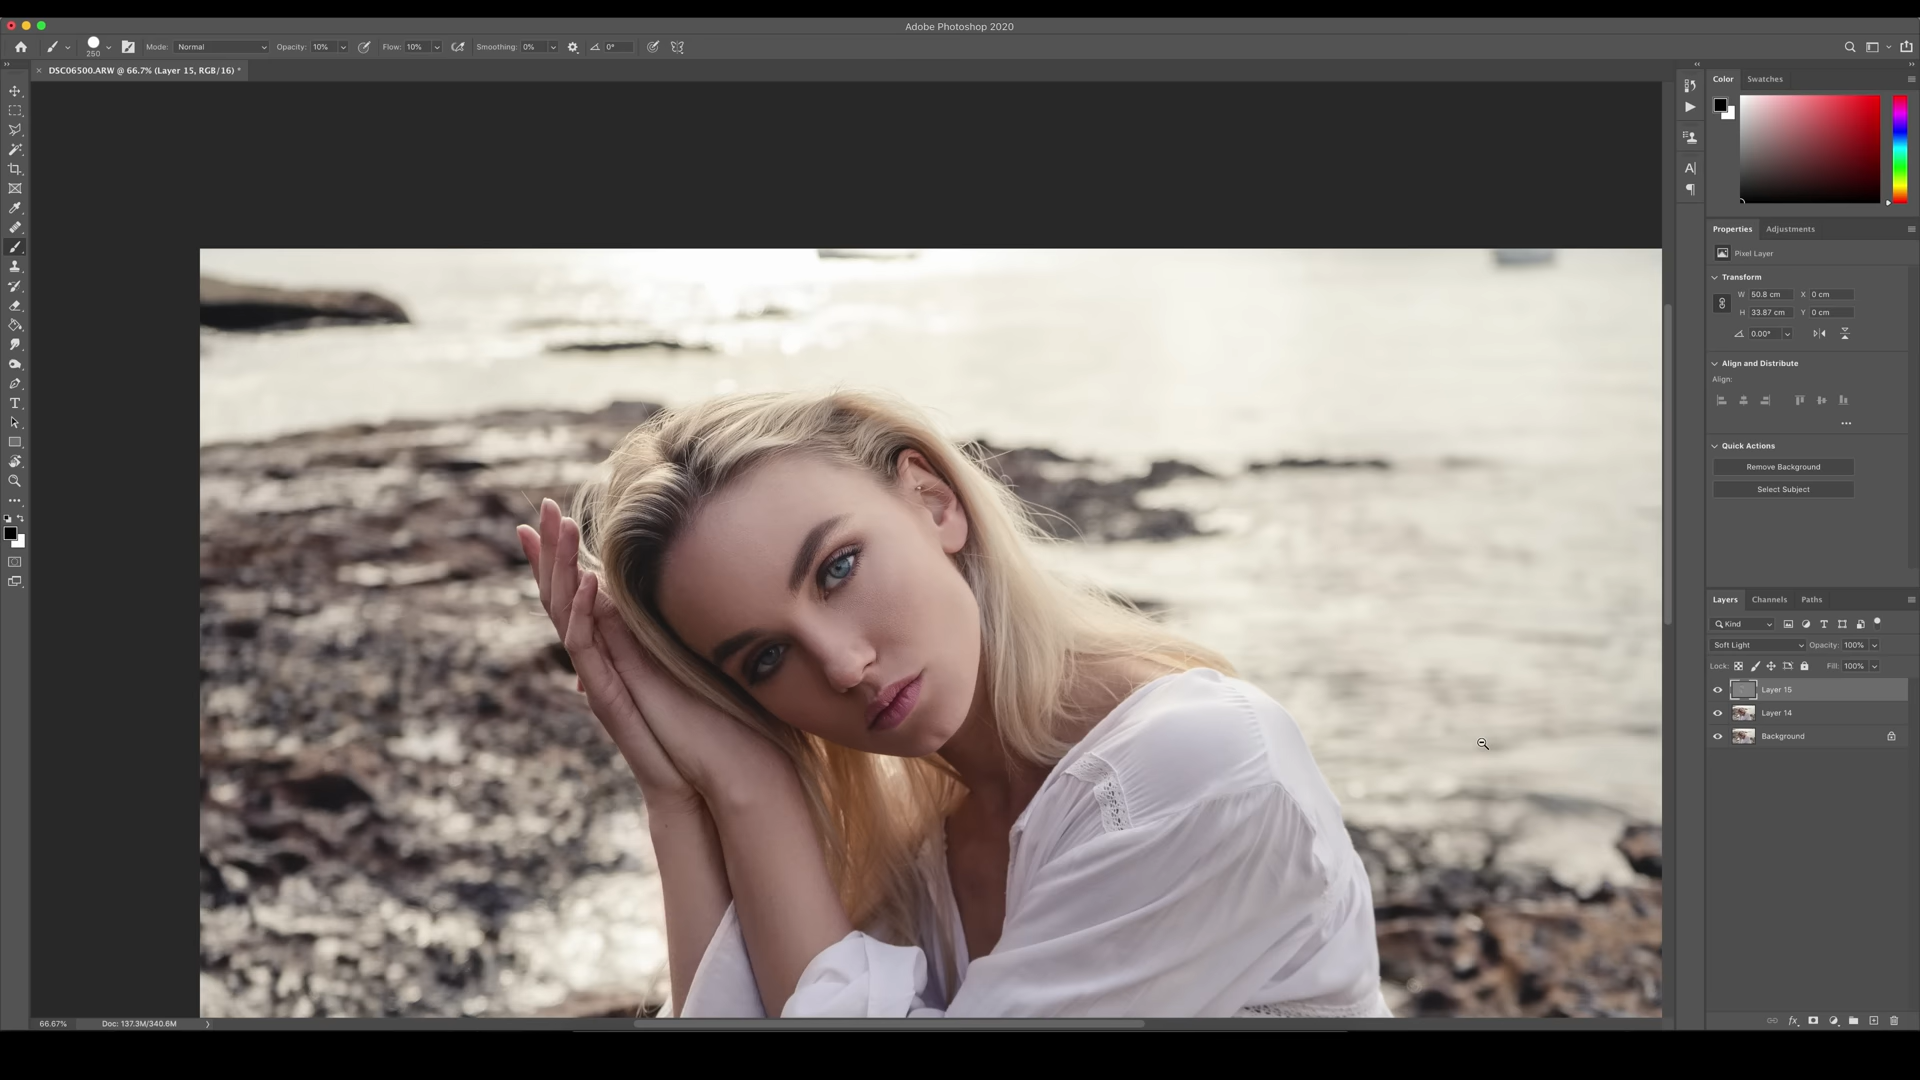 Adobe Photoshop 2020
250
Mode: Normal Opacity: 10% Flow: 10% Smoothing: 0% 0°
DSC06500.ARW @ 66.7% (Layer 15, RGB/16) *
Color Swatches
Properties Adjustments
Pixel Layer
Transform
W 50.8 cm X 0 cm
H 33.87 cm Y 0 cm
0.00°
Align and Distribute
Align:
Quick Actions
Remove Background
Select Subject
Layers Channels Paths
Kind
Soft Light Opacity: 100%
Lock: Fill: 100%
Layer 15
Layer 14
Background
66.67% Doc: 137.3M/340.6M